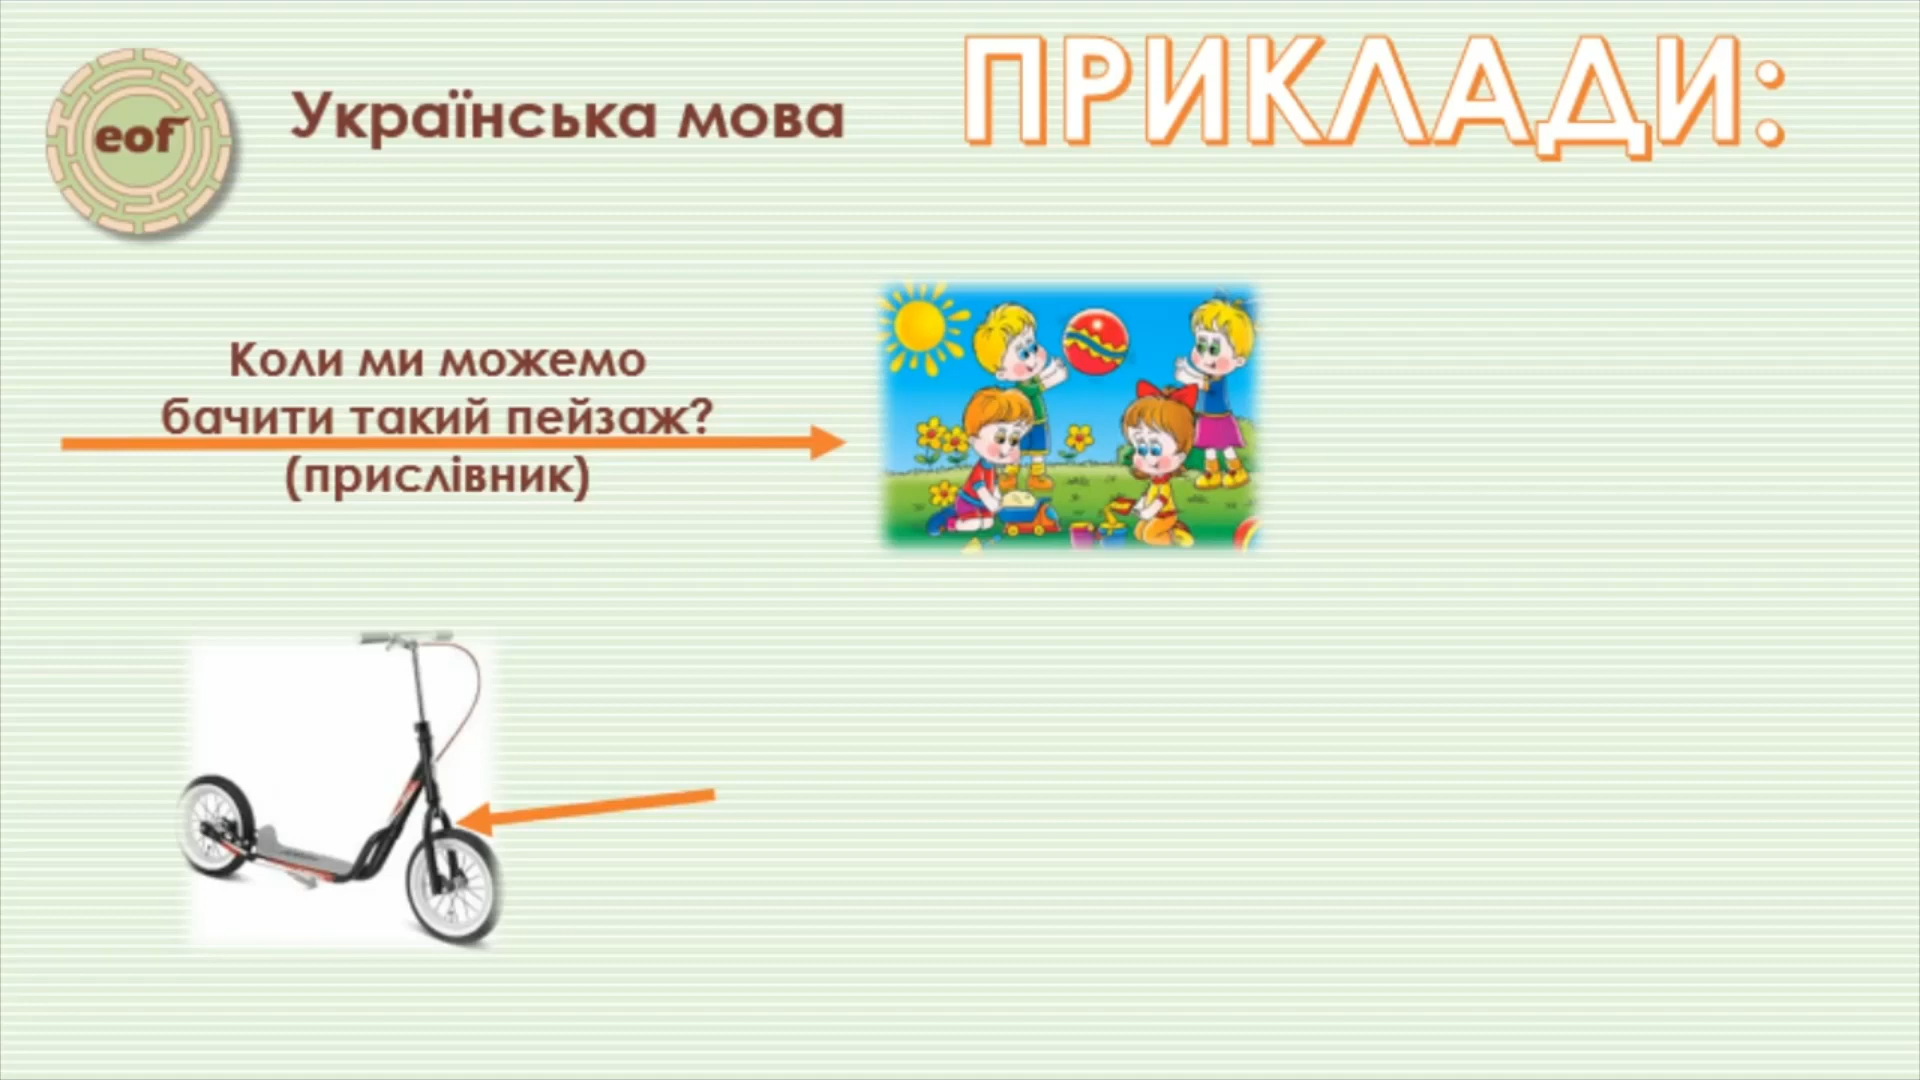 eof
Українська мова
ПРИКЛАДИ:
Коли ми можемо
бачити такий пейзаж?
(прислівник)